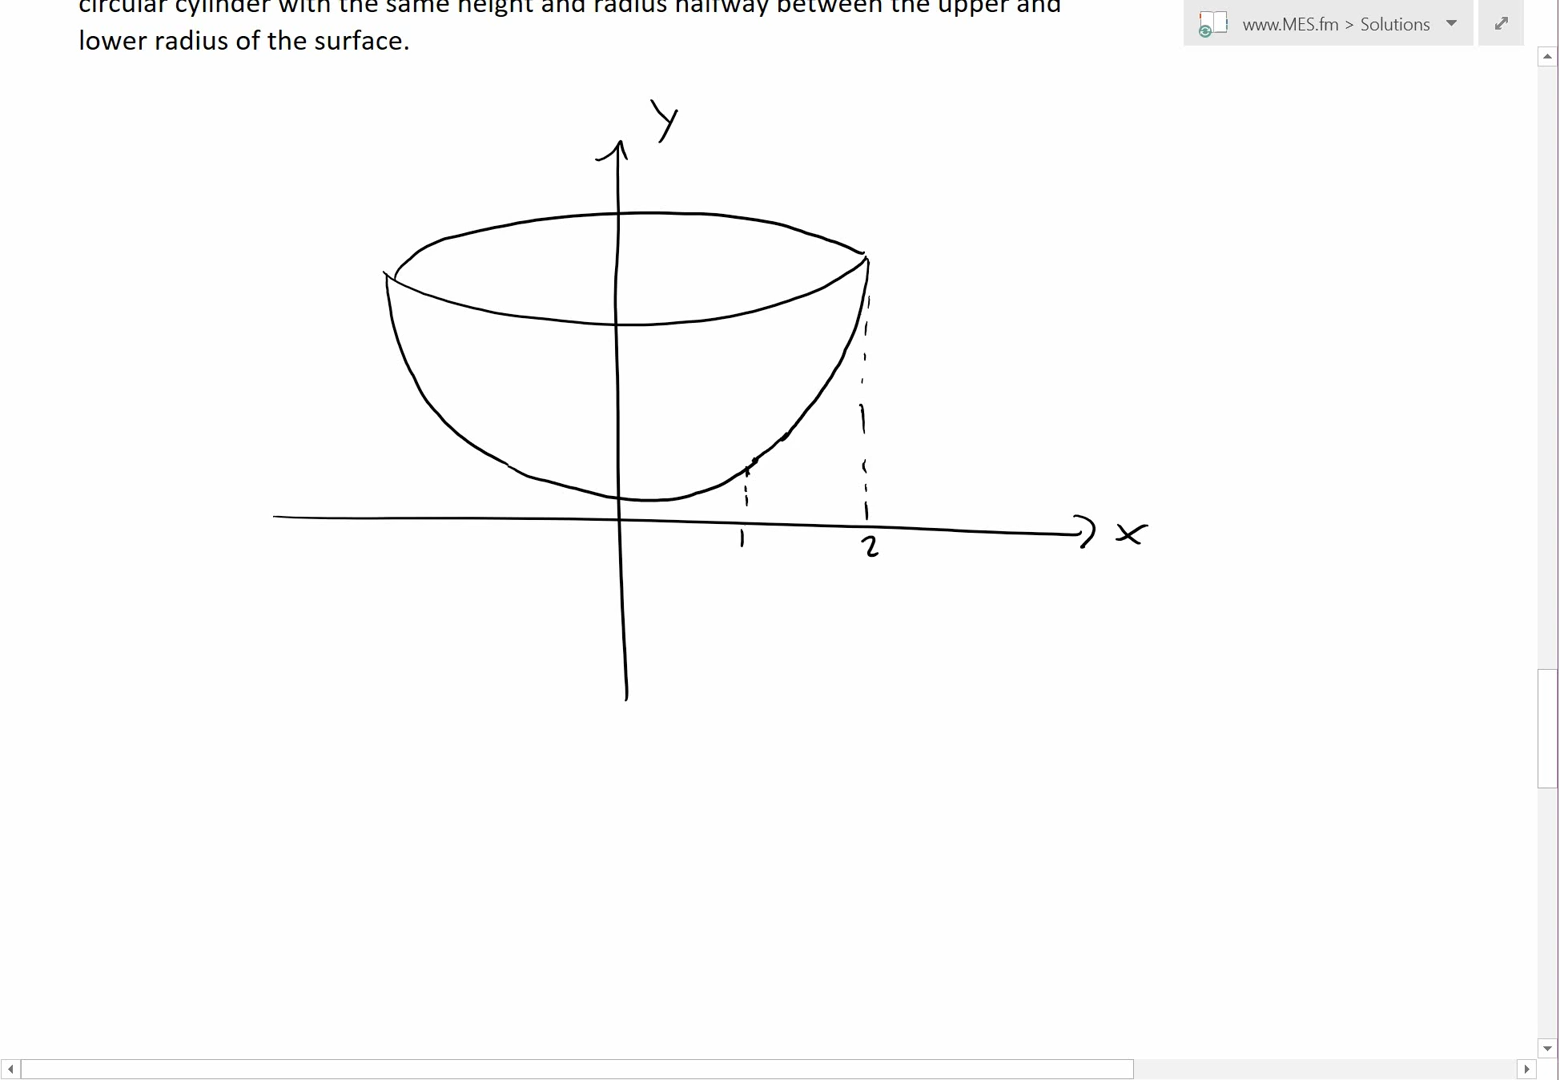 circular cylinder with the same height and radius halfway between the upper and
lower radius of the surface.
www.MES.fm > Solutions
y
x
1
2